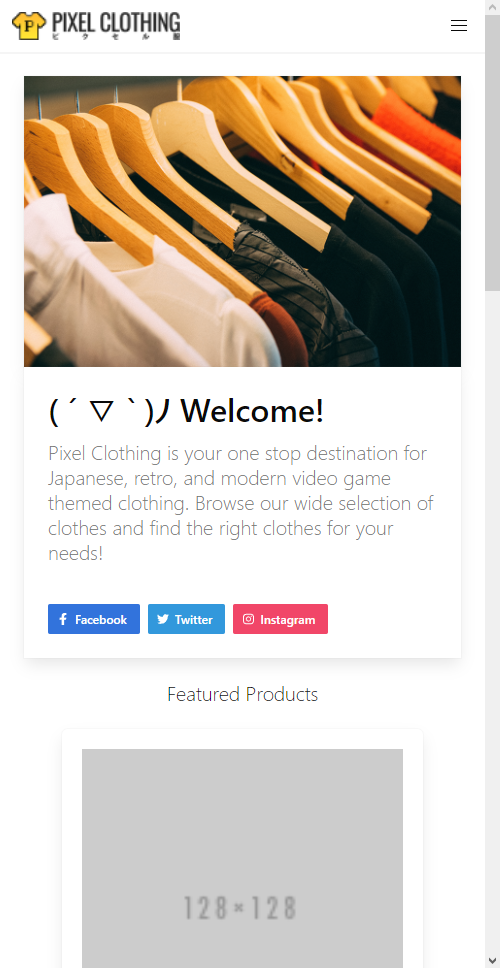 PIXEL CLOTHING
ピクセル服
( ´ ▽ ` )ﾉ Welcome!
Pixel Clothing is your one stop destination for
Japanese, retro, and modern video game
themed clothing. Browse our wide selection of
clothes and find the right clothes for your
needs!
Facebook Twitter Instagram
Featured Products
128×128